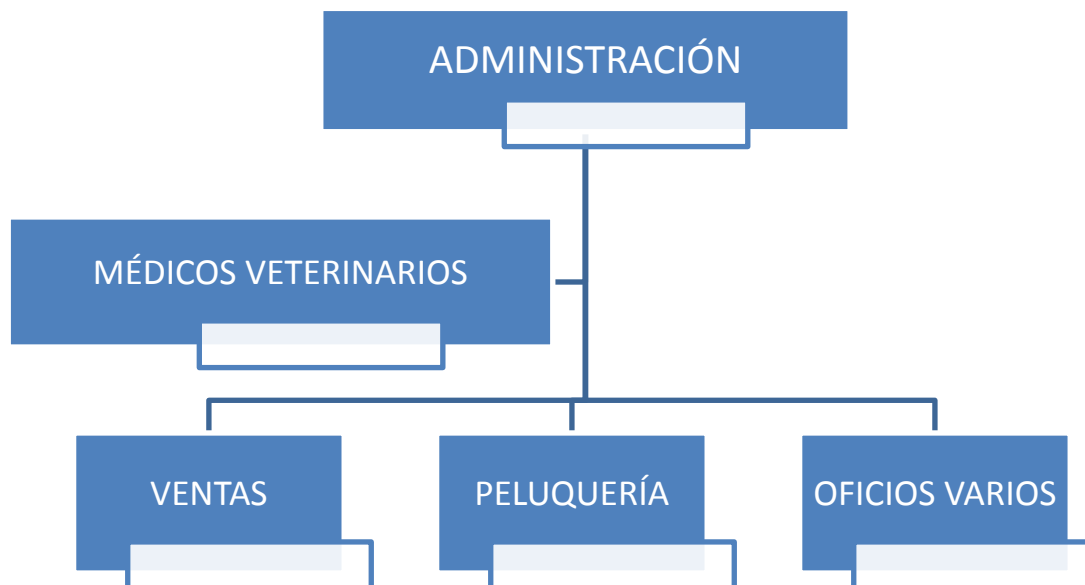 ADMINISTRACIÓN
MÉDICOS VETERINARIOS
VENTAS
PELUQUERÍA
OFICIOS VARIOS